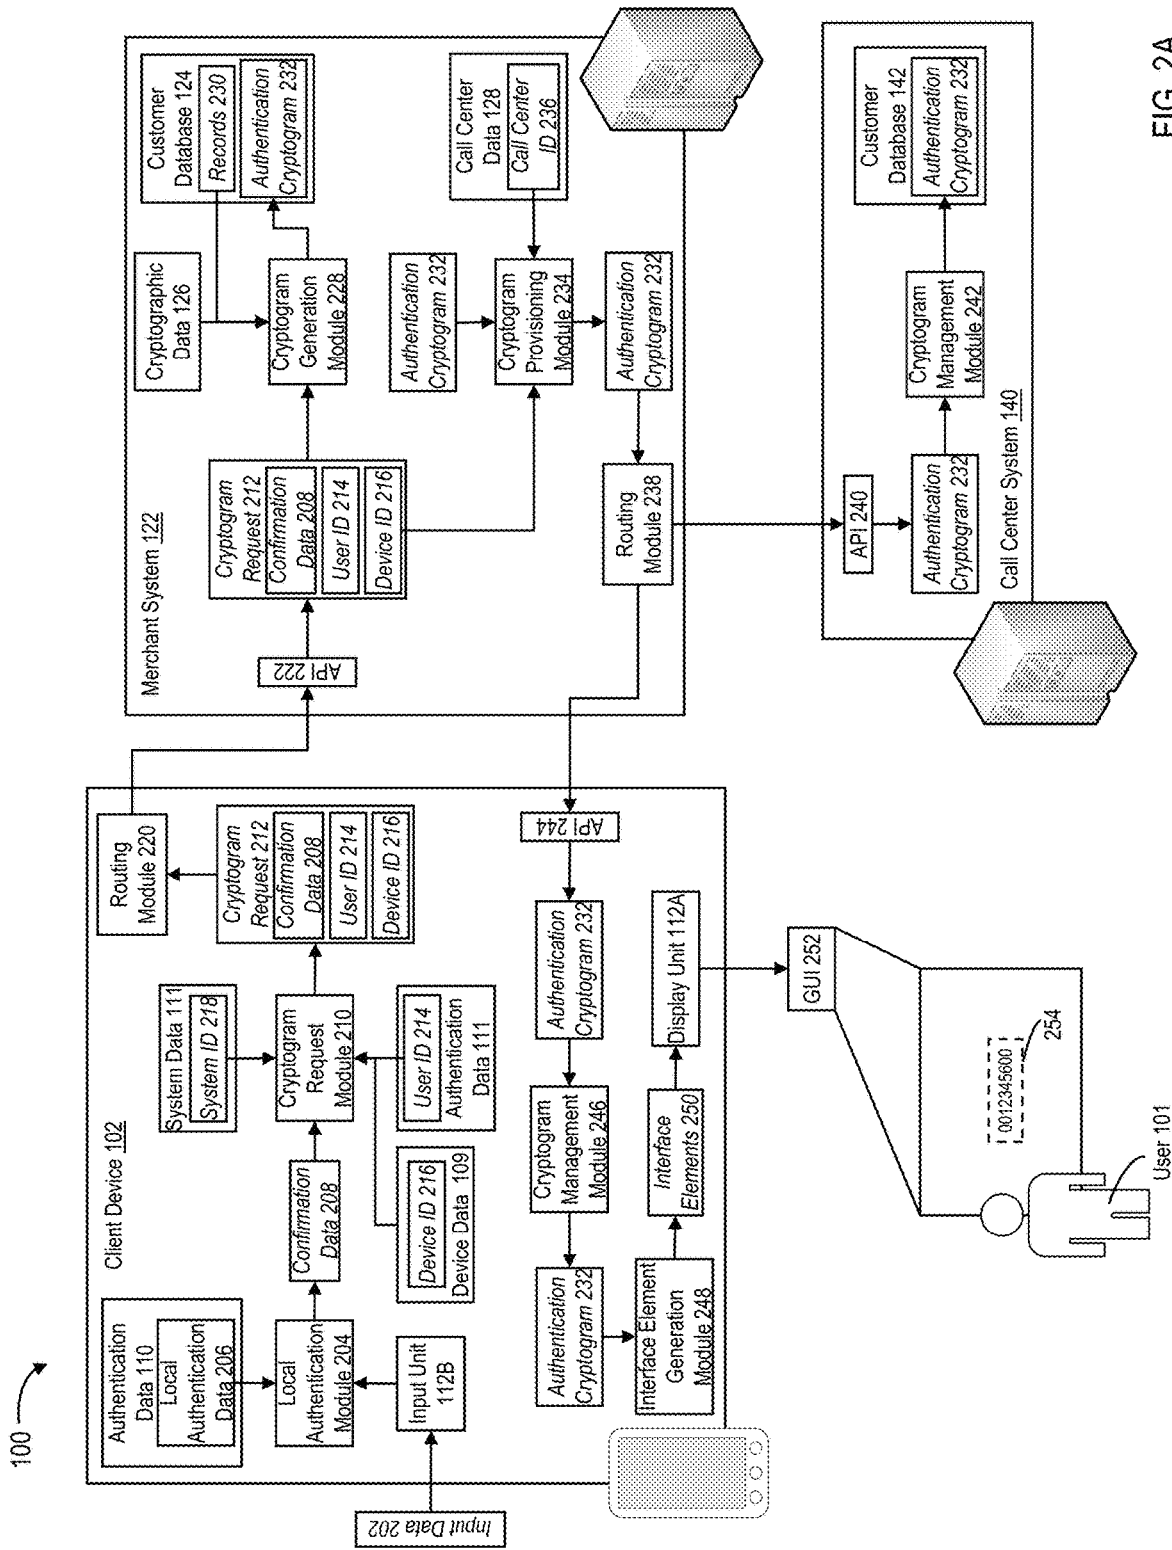 100
Client Device 102
Authentication
Data 110
Local
Authentication
Data 206
Local
Authentication
Module 204
Input Unit
112B
Input Data 202
Confirmation
Data 208
System Data 111
System ID 218
Cryptogram
Request
Module 210
Device ID 216
Device Data 109
User ID 214
Authentication
Data 111
Cryptogram
Request 212
Confirmation
Data 208
User ID 214
Device ID 216
Routing
Module 220
API 244
Authentication
Cryptogram 232
Cryptogram
Management
Module 246
Authentication
Cryptogram 232
Interface Element
Generation
Module 248
Interface
Elements 250
Display Unit 112A
GUI 252
0012345600
254
User 101
Merchant System 122
API 222
Cryptogram
Request 212
Confirmation
Data 208
User ID 214
Device ID 216
Cryptographic
Data 126
Cryptogram
Generation
Module 228
Customer
Database 124
Records 230
Authentication
Cryptogram 232
Authentication
Cryptogram 232
Cryptogram
Provisioning
Module 234
Call Center
Data 128
Call Center
ID 236
Authentication
Cryptogram 232
Routing
Module 238
API 240
Authentication
Cryptogram 232
Cryptogram
Management
Module 242
Customer
Database 142
Authentication
Cryptogram 232
Call Center System 140
FIG. 2A